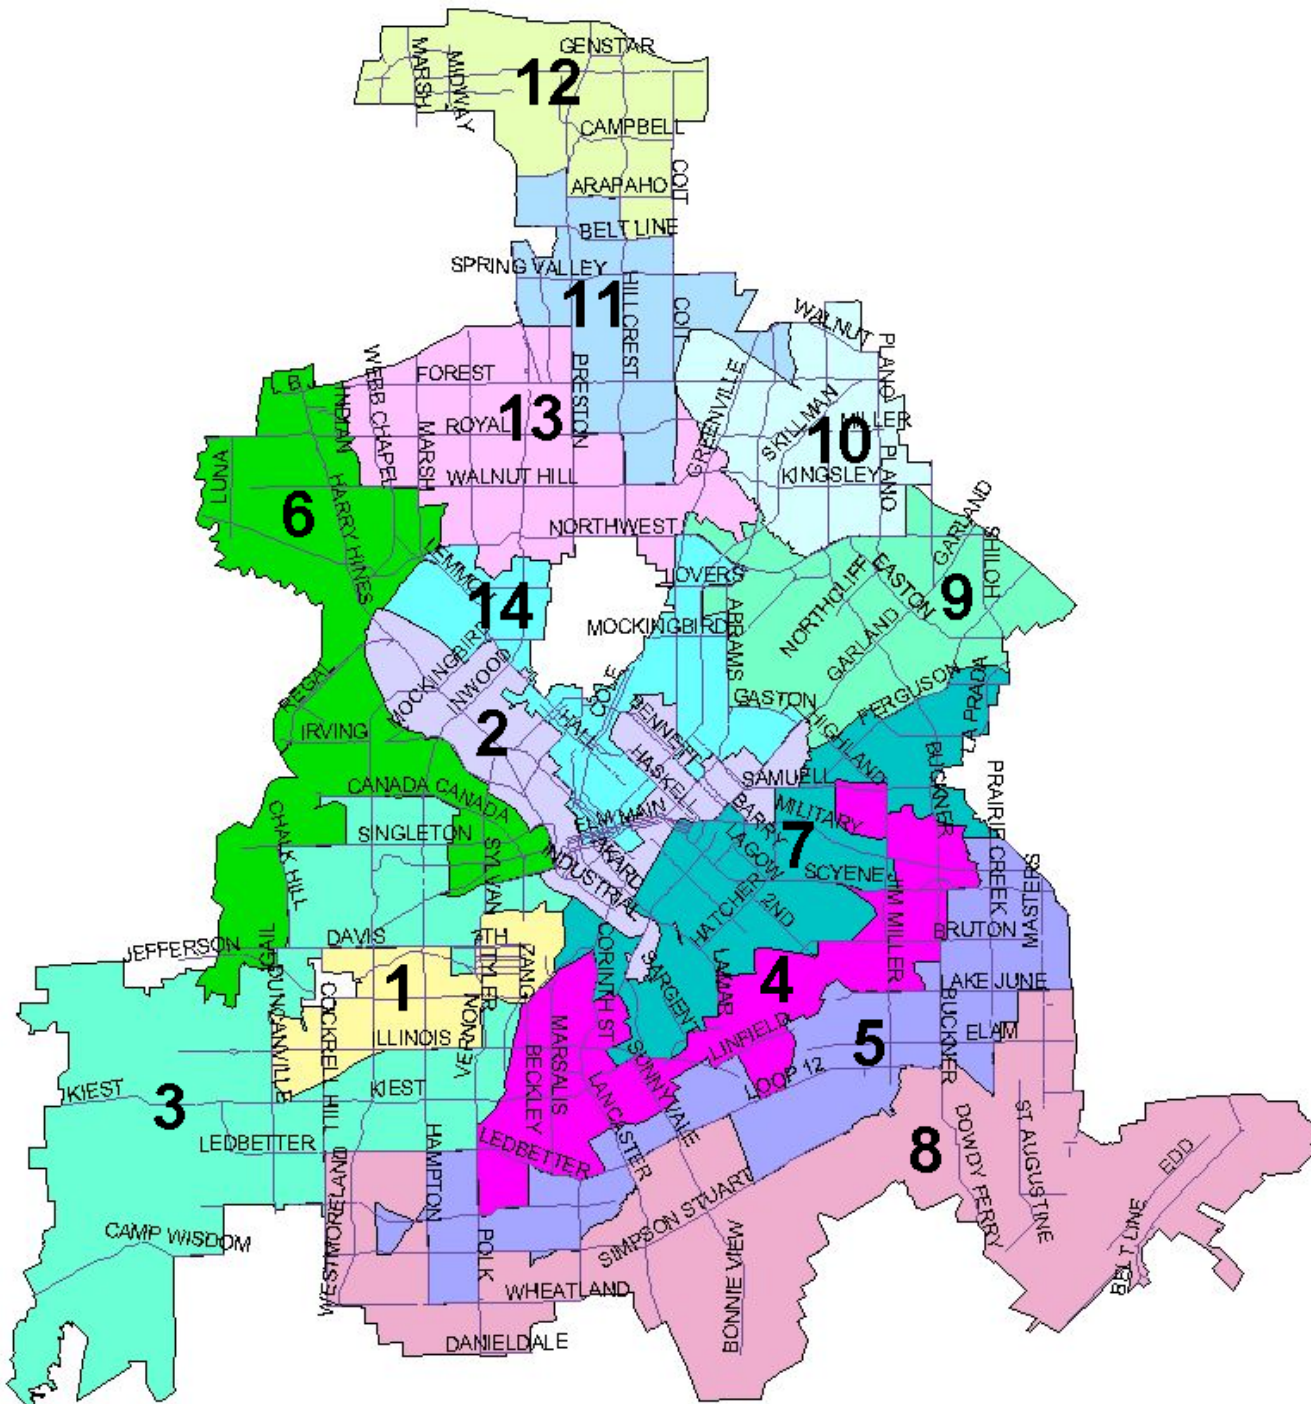 GENSTAR
MARSH
MIDWAY
12
CAMPBELL
ARAPAHO
COIT
BELT LINE
SPRING VALLEY
HILLCREST
11
COIT
WALNUT
PLANO
PRESTON
GREENVILLE
L B J
FOREST
INDIAN
WEBB CHAPEL
MARSH
ROYAL
13
SKILLMAN
MILLER
10
KINGSLEY
PLANO
WALNUT HILL
LUNA
6
HARRY HINES
NORTHWEST
GARLAND
SHILOH
LEMMON
LOVERS
ABRAMS
NORTHCLIFF
EASTON
9
14
MOCKINGBIRD
GARLAND
MOCKINGBIRD
INWOOD
COLE
REGAL
GASTON
FERGUSON
LA PRADA
IRVING
2
HALL
BENNETT
HIGHLAND
HASKELL
SAMUELL
BUCKNER
PRAIRIE CREEK
CANADA CANADA
ELM MAIN
BARRY
MILITARY
CHALK HILL
SINGLETON
SYLVAN
INDUSTRIAL
AKARD
LAGOW
7
SCYENE
JIM MILLER
MASTERS
HATCHER
2ND
JEFFERSON
DAVIS
7TH
TYLER
ZANG
CORINTH ST
SARGENT
LAMAR
BRUTON
LAKE JUNE
DUNCANVILLE
COCKRELL HILL
1
4
ILLINOIS
MARSALIS
BECKLEY
LINFIELD
5
BUCKNER
ELAM
KIEST
3
KIEST
LANCASTER
SUNNYVALE
LOOP 12
LEDBETTER
HAMPTON
LEDBETTER
8
DOWDY FERRY
ST AUGUSTINE
EDD
CAMP WISDOM
WESTMORELAND
POLK
SIMPSON STUART
BONNIE VIEW
BELT LINE
WHEATLAND
DANIELDALE